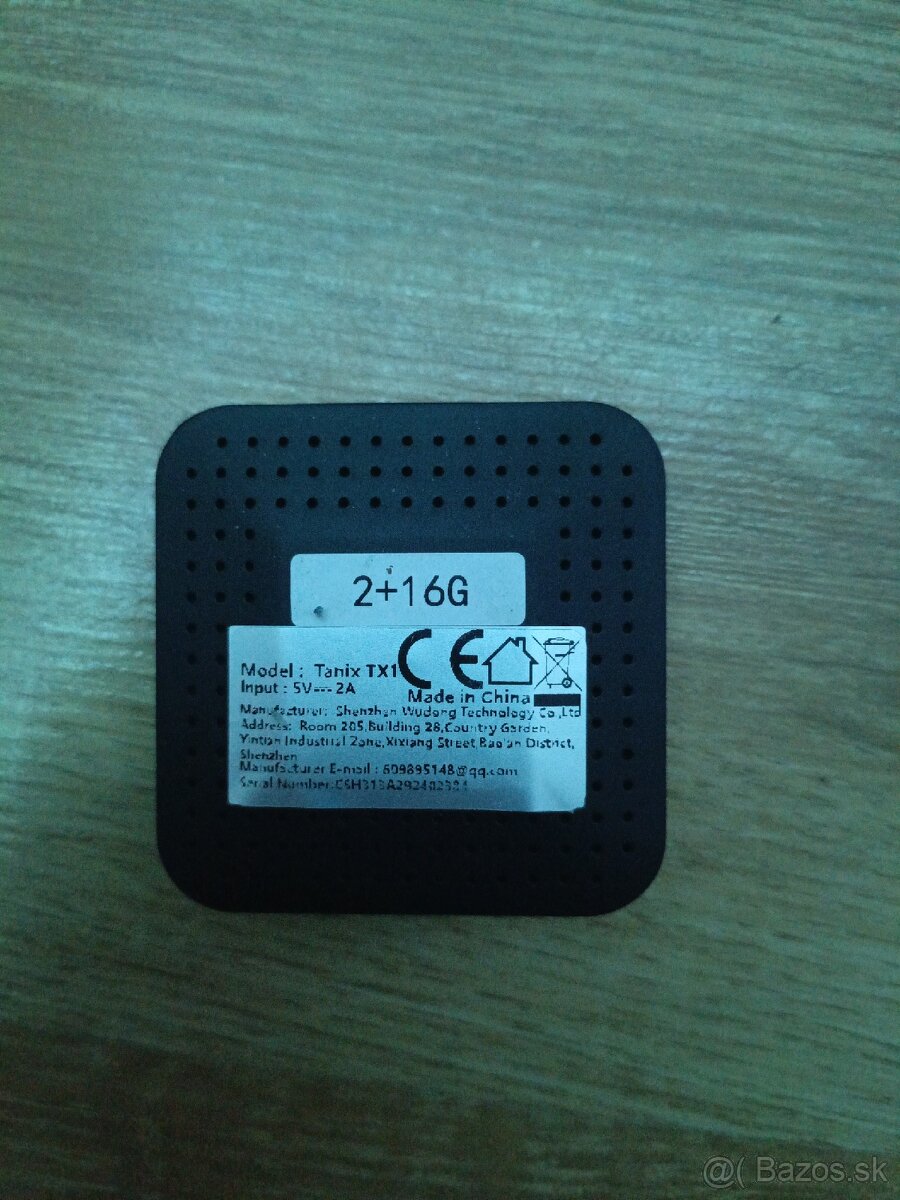 2+16G
Model : Tanix TX1
Input : 5V 2A
CE
Made in China
Manufacturer: Shenzhen Wudong Technology Co.,Ltd
Address: Room 205,Building 28,Country Garden,
Yintian Industrial Zone,Xixiang Street,Bao'an District,
Shenzhen
Manufacturer E-mail : 609895148@qq.com
Serial Number:
@( Bazos.sk